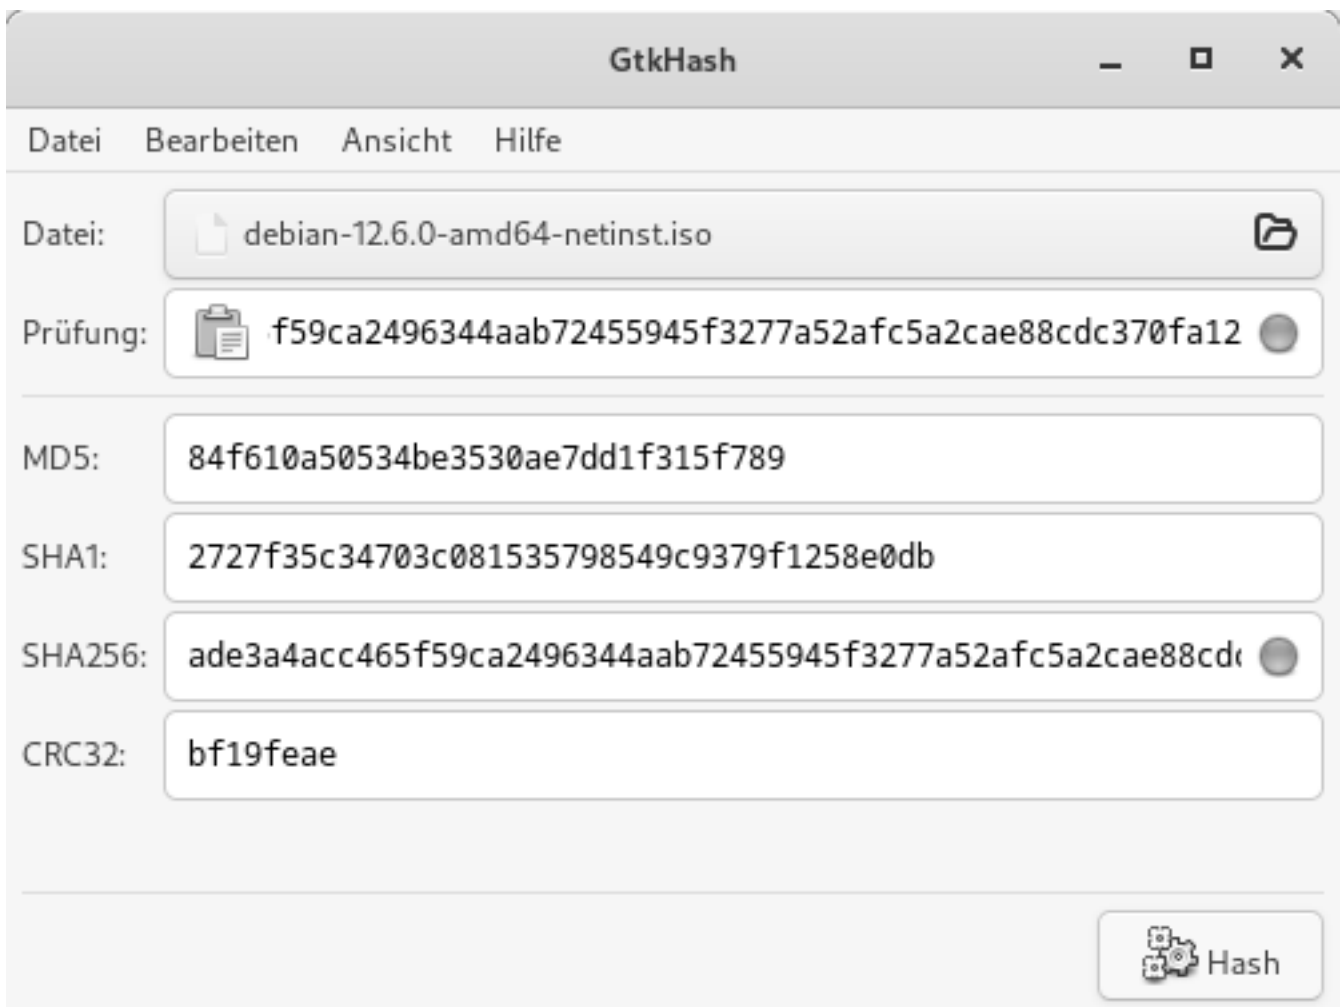 GtkHash
Datei Bearbeiten Ansicht Hilfe
Datei: debian-12.6.0-amd64-netinst.iso
Prüfung: f59ca2496344aab72455945f3277a52afc5a2cae88cdc370fa12
MD5: 84f610a50534be3530ae7dd1f315f789
SHA1: 2727f35c34703c081535798549c9379f1258e0db
SHA256: ade3a4acc465f59ca2496344aab72455945f3277a52afc5a2cae88cdc
CRC32: bf19feae
Hash